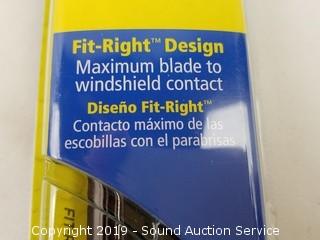 Fit-Right™ Design
Maximum blade to
windshield contact
Diseño Fit-Right™
Contacto máximo de las
escobillas con el parabrisas
Copyright 2019 - Sound Auction Service